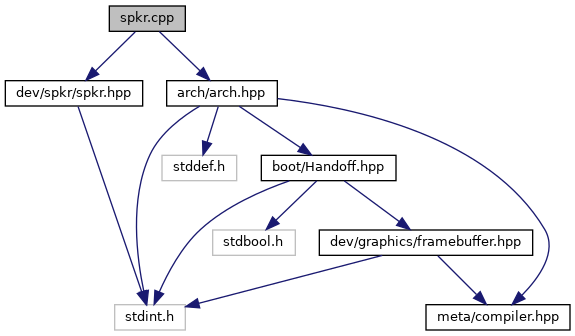 spkr.cpp
dev/spkr/spkr.hpp
arch/arch.hpp
stddef.h
boot/Handoff.hpp
stdbool.h
dev/graphics/framebuffer.hpp
stdint.h
meta/compiler.hpp